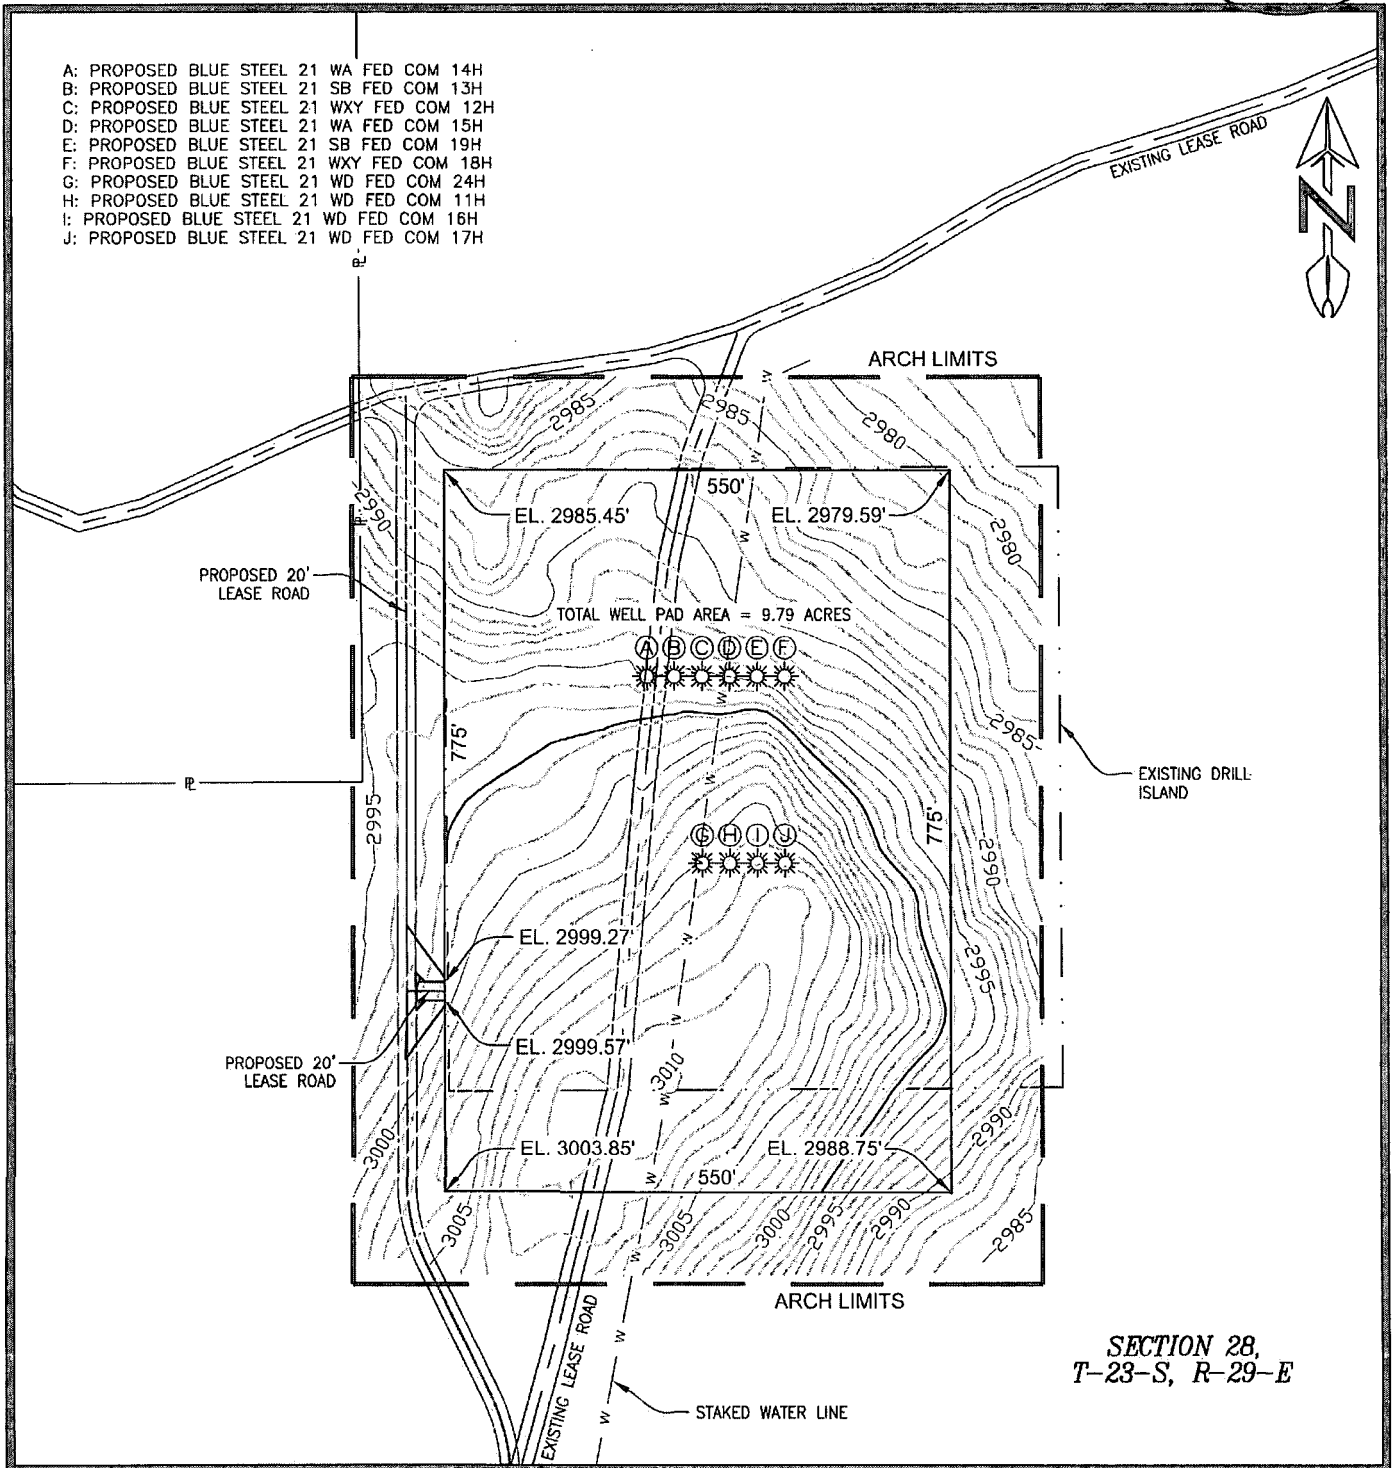 A: PROPOSED BLUE STEEL 21 WA FED COM 14H
B: PROPOSED BLUE STEEL 21 SB FED COM 13H
C: PROPOSED BLUE STEEL 21 WXY FED COM 12H
D: PROPOSED BLUE STEEL 21 WA FED COM 15H
E: PROPOSED BLUE STEEL 21 SB FED COM 19H
F: PROPOSED BLUE STEEL 21 WXY FED COM 18H
G: PROPOSED BLUE STEEL 21 WD FED COM 24H
H: PROPOSED BLUE STEEL 21 WD FED COM 11H
I: PROPOSED BLUE STEEL 21 WD FED COM 16H
J: PROPOSED BLUE STEEL 21 WD FED COM 17H
EXISTING LEASE ROAD
N
ARCH LIMITS
W
2985
2985
2980
550'
EL. 2985.45'
EL. 2979.59'
2990
2980
W
PROPOSED 20'
LEASE ROAD
W
TOTAL WELL PAD AREA = 9.79 ACRES
A B C D E F
W
2985
775'
W
EXISTING DRILL
ISLAND
2995
775'
G H I J
2990
W
EL. 2999.27'
2995
W
EL. 2999.57'
PROPOSED 20'
LEASE ROAD
3010
W
2990
3000
EL. 3003.85'
EL. 2988.75'
W
550'
3005
3005
3000
2995
2990
2985
W
ARCH LIMITS
EXISTING LEASE ROAD
W
SECTION 28,
T-23-S, R-29-E
STAKED WATER LINE
W